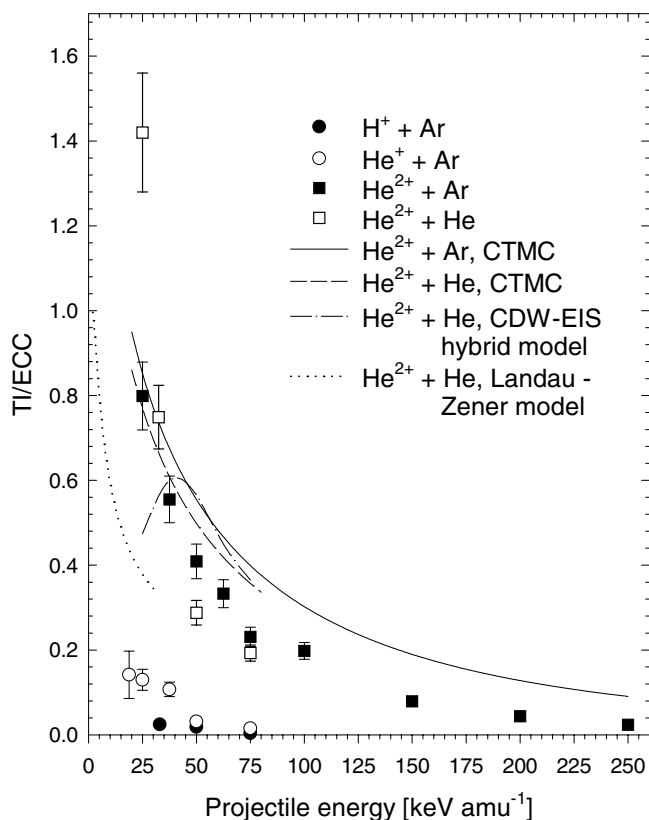 1.6
1.4
1.2
1.0
0.8
0.6
0.4
0.2
0.0
TI/ECC
H⁺ + Ar
He⁺ + Ar
He²⁺ + Ar
He²⁺ + He
He²⁺ + Ar, CTMC
He²⁺ + He, CTMC
He²⁺ + He, CDW-EIS
hybrid model
He²⁺ + He, Landau -
Zener model
0 25 50 75 100 125 150 175 200 225 250
Projectile energy [keV amu⁻¹]